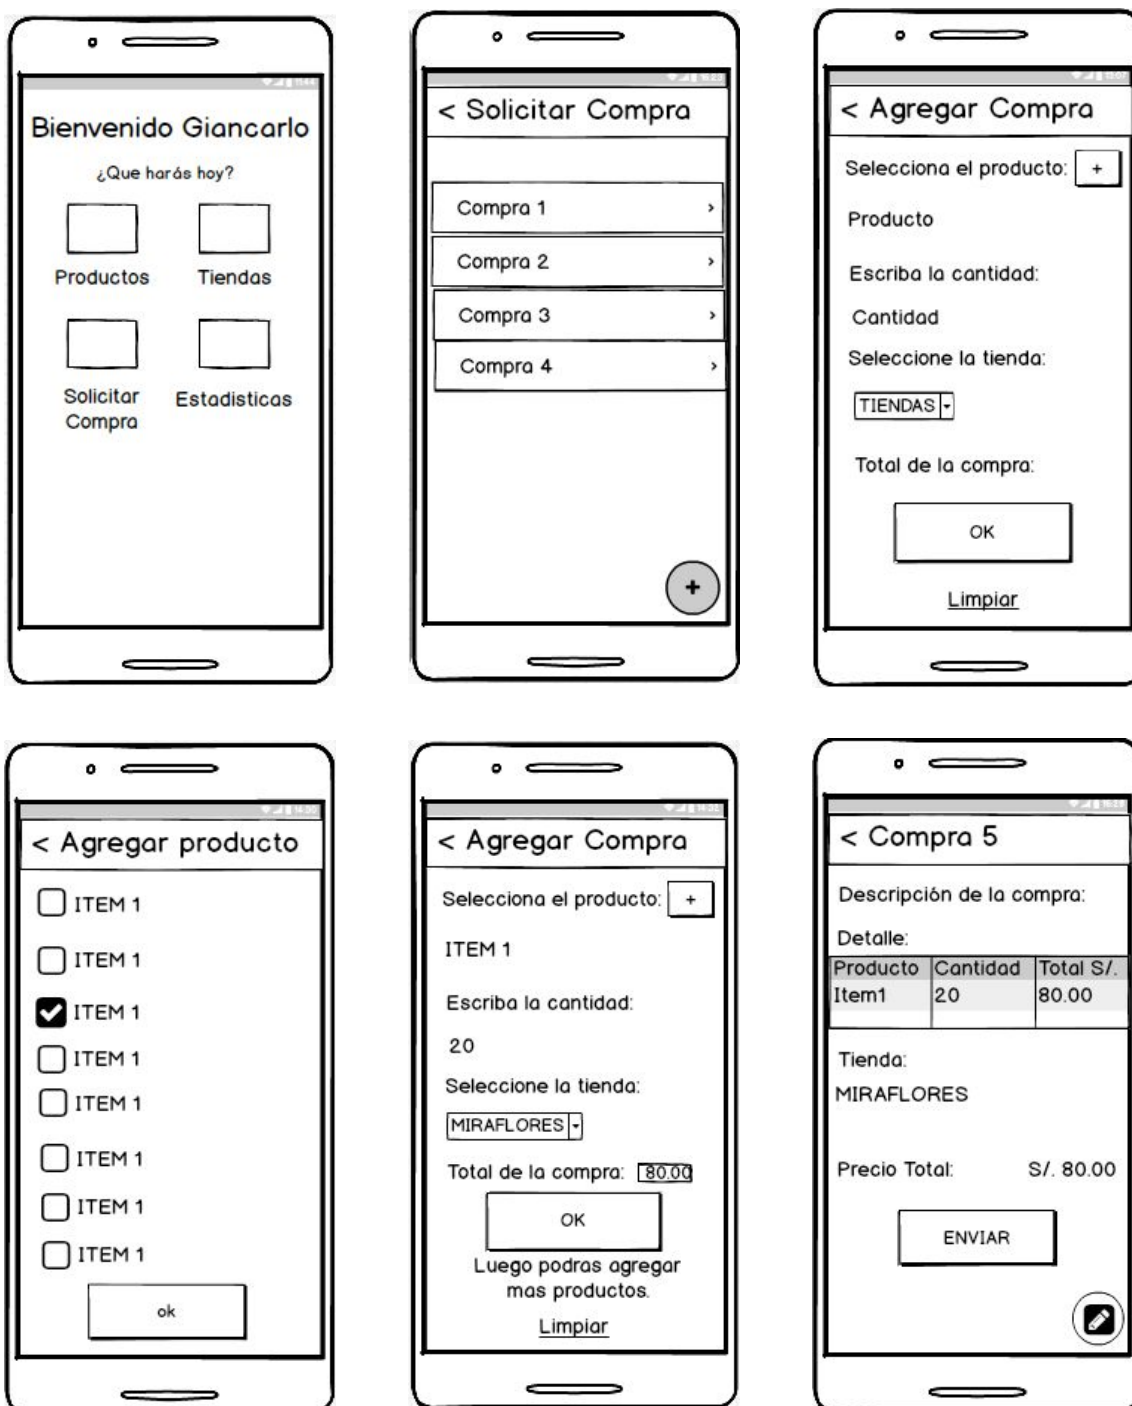 Bienvenido Giancarlo
¿Que harás hoy?
Productos
Tiendas
Solicitar
Compra
Estadisticas
< Solicitar Compra
Compra 1 >
Compra 2 >
Compra 3 >
Compra 4 >
+
< Agregar Compra
Selecciona el producto: +
Producto
Escriba la cantidad:
Cantidad
Seleccione la tienda:
TIENDAS
Total de la compra:
OK
Limpiar
< Agregar producto
ITEM 1
ITEM 1
ITEM 1
ITEM 1
ITEM 1
ITEM 1
ITEM 1
ITEM 1
ok
< Agregar Compra
Selecciona el producto: +
ITEM 1
Escriba la cantidad:
20
Seleccione la tienda:
MIRAFLORES
Total de la compra: 80.00
OK
Luego podras agregar
mas productos.
Limpiar
< Compra 5
Descripción de la compra:
Detalle:
Producto Cantidad Total S/.
Item1 20 80.00
Tienda:
MIRAFLORES
Precio Total: S/. 80.00
ENVIAR